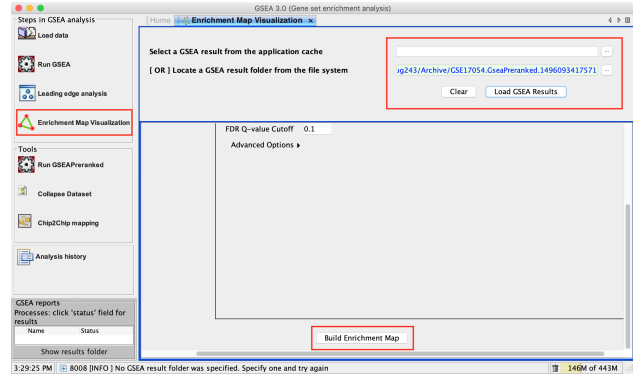 GSEA 3.0 (Gene set enrichment analysis)
Steps in GSEA analysis
Home
Enrichment Map Visualization ×
Load data
Run GSEA
Leading edge analysis
Enrichment Map Visualization
Select a GSEA result from the application cache
...
[ OR ] Locate a GSEA result folder from the file system
ug243/Archive/GSE17054.GseaPreranked.1496093417571
...
Clear
Load GSEA Results
Tools
Run GSEAPreranked
Collapse Dataset
Chip2Chip mapping
Analysis history
FDR Q-value Cutoff 0.1
Advanced Options
Build Enrichment Map
GSEA reports
Processes: click 'status' field for
results
Name Status
Show results folder
3:29:25 PM
8008 [INFO ] No GSEA result folder was specified. Specify one and try again
146M of 443M